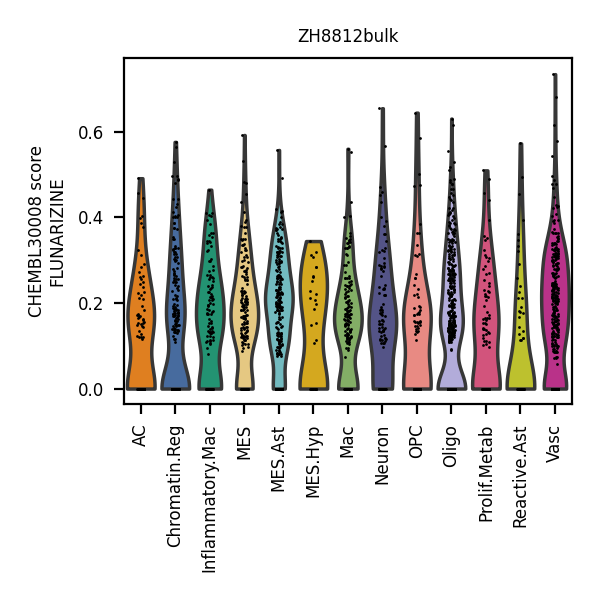 ZH8812bulk
CHEMBL30008 score
FLUNARIZINE
0.6
0.4
0.2
0.0
AC
Chromatin.Reg
Inflammatory.Mac
MES
MES.Ast
MES.Hyp
Mac
Neuron
OPC
Oligo
Prolif.Metab
Reactive.Ast
Vasc